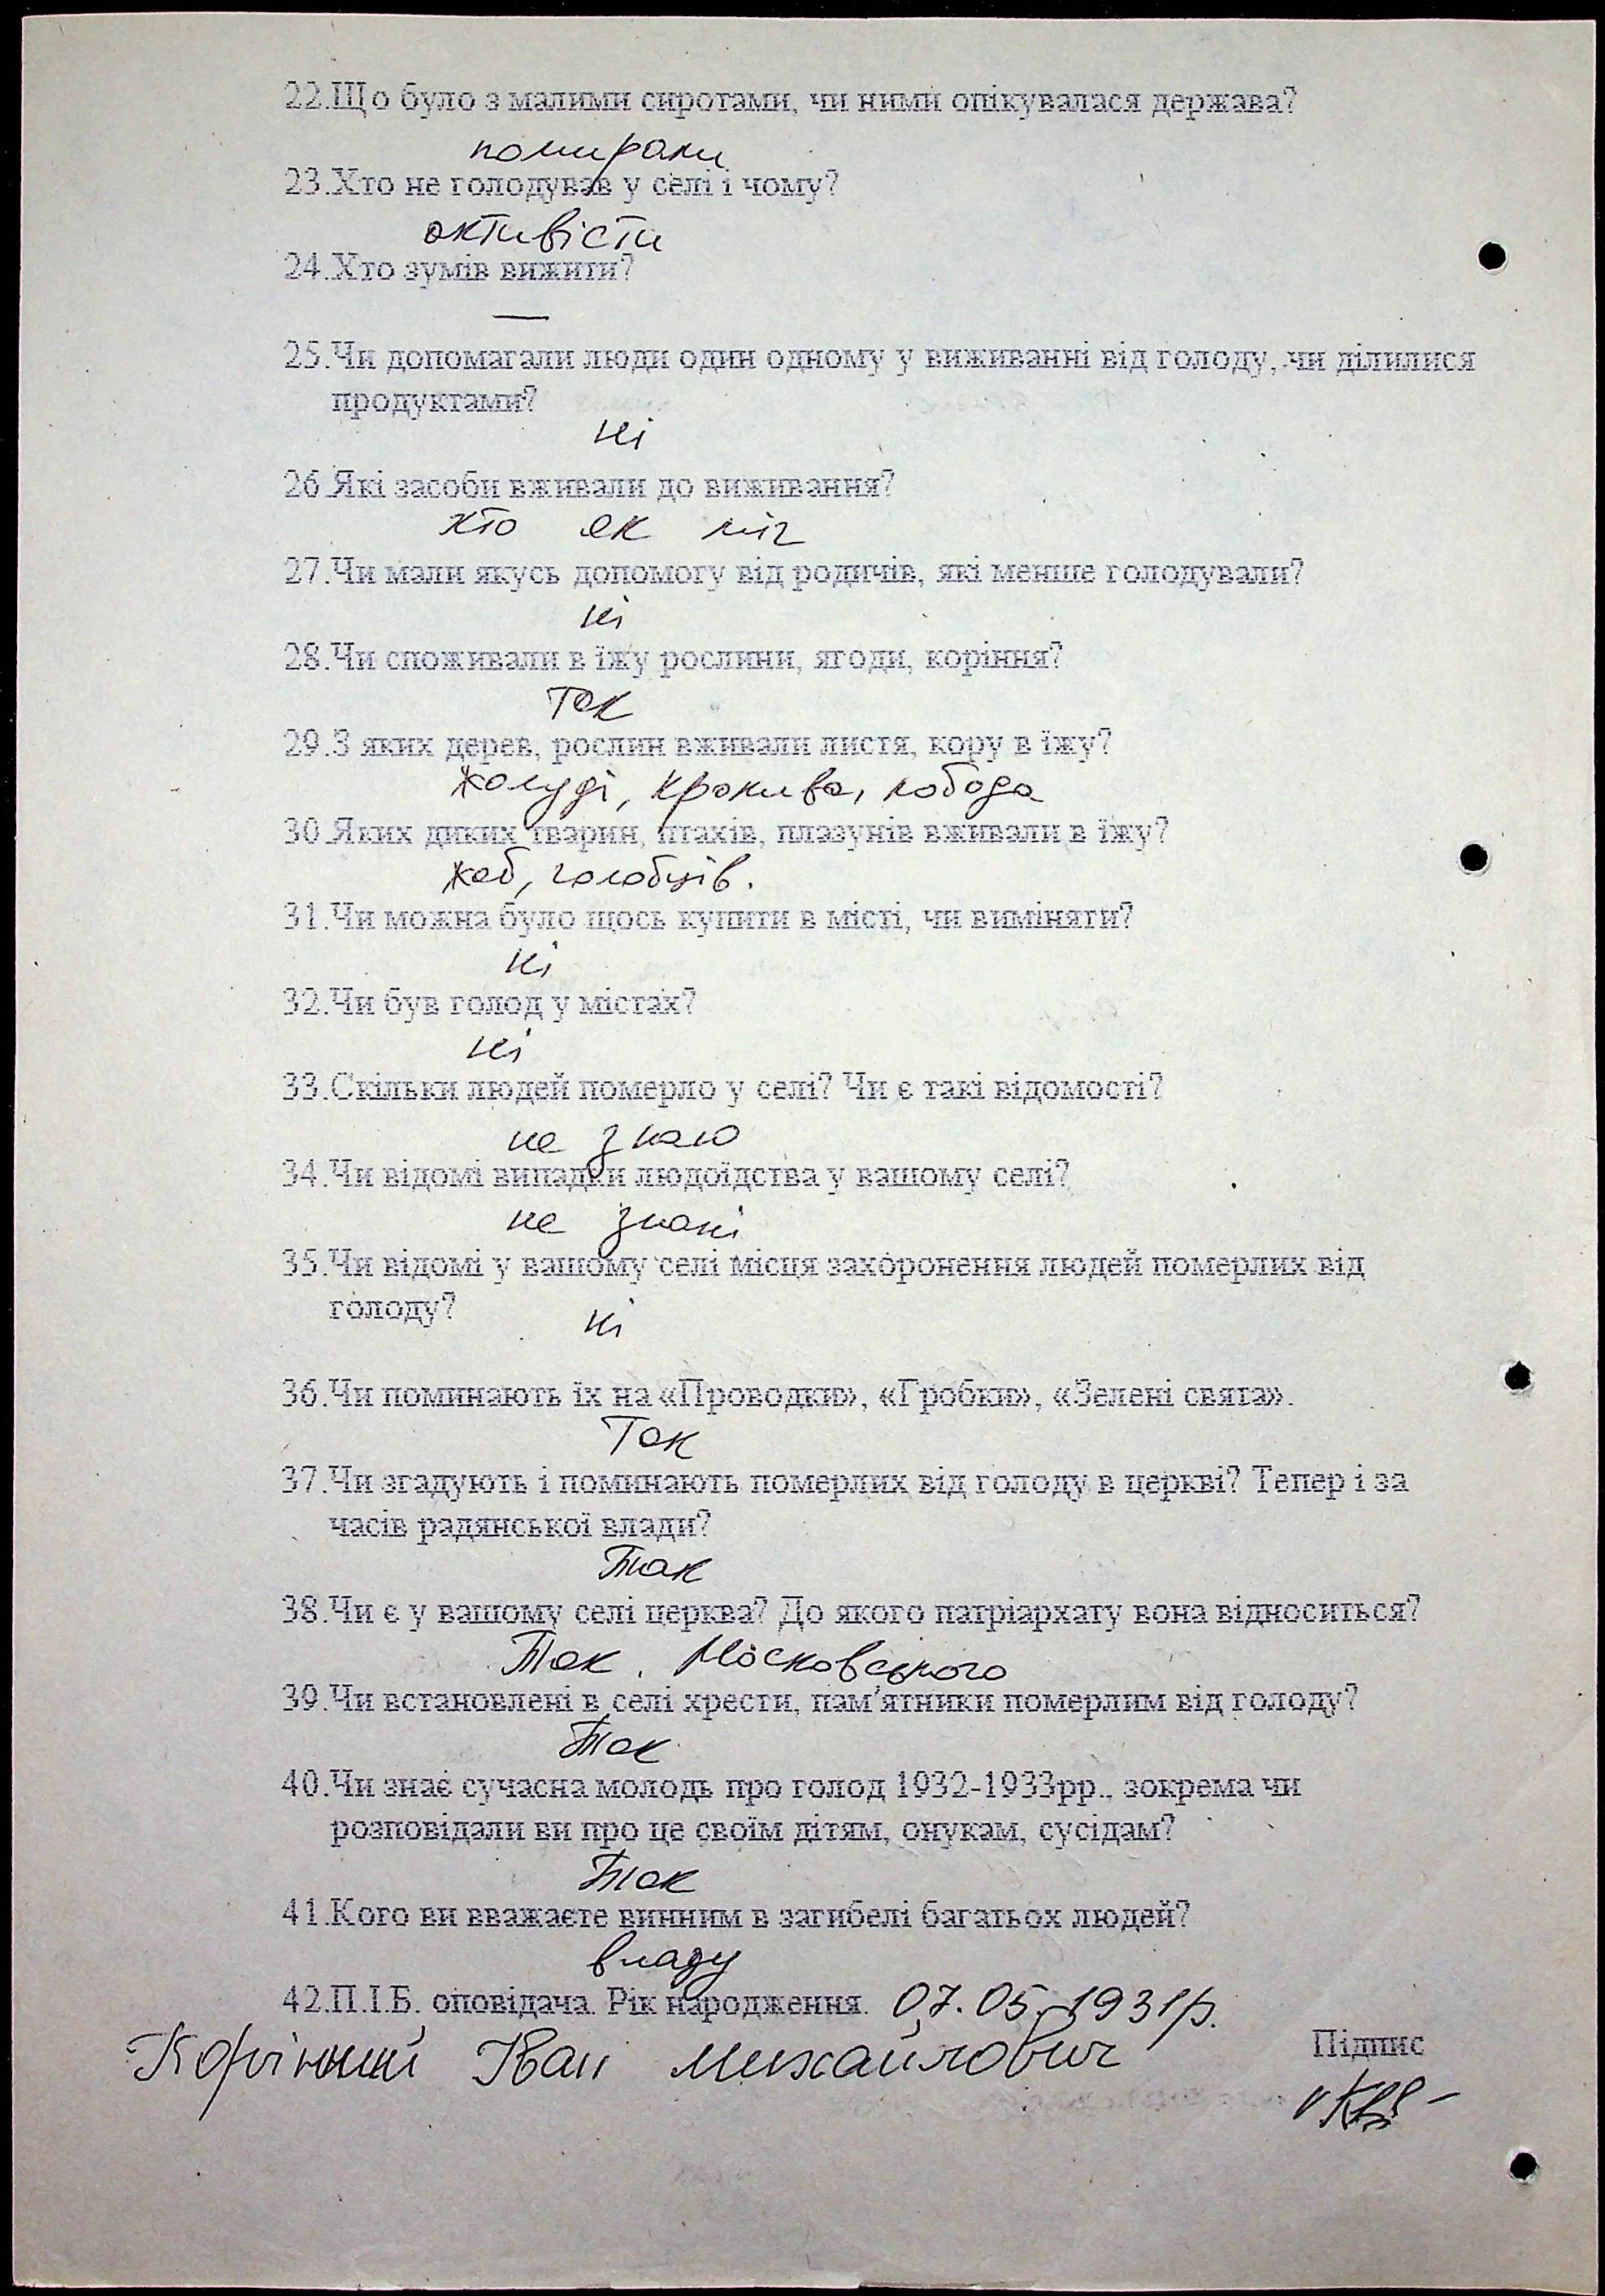 22.Що було з малими сиротами, чи ними опікувалася держава?
помирали
23.Хто не голодував у селі і чому?
активісти
24.Хто зумів вижити?
—
25.Чи допомагали люди один одному у виживанні від голоду, чи ділилися
продуктами?
ні
26.Які засоби вживали до виживання?
хто як міг
27.Чи мали якусь допомогу від родичів, які менше голодували?
ні
28.Чи споживали в їжу рослини, ягоди, коріння?
Так
29.З яких дерев, рослин вживали листя, кору в їжу?
жолуді, кропива, лобода
30.Яких диких тварин, птахів, плазунів вживали в їжу?
жаб, горобців.
31.Чи можна було щось купити в місті, чи виміняти?
ні
32.Чи був голод у містах?
ні
33.Скільки людей померло у селі? Чи є такі відомості?
не знаю
34.Чи відомі випадки людоїдства у вашому селі?
не знані
35.Чи відомі у вашому селі місця захоронення людей померлих від
голоду?
ні
36.Чи поминають їх на «Проводки», «Гробки», «Зелені свята».
Так
37.Чи згадують і поминають померлих від голоду в церкві? Тепер і за
часів радянської влади?
Так
38.Чи є у вашому селі церква? До якого патріархату вона відноситься?
Так. Московського
39.Чи встановлені в селі хрести, пам'ятники померлим від голоду?
Так
40.Чи знає сучасна молодь про голод 1932-1933рр., зокрема чи
розповідали ви про це своїм дітям, онукам, сусідам?
Так
41.Кого ви вважаєте винним в загибелі багатьох людей?
владу
42.П.І.Б. оповідача. Рік народження. 07.05.1931р.
Іван Михайлович
Підпис